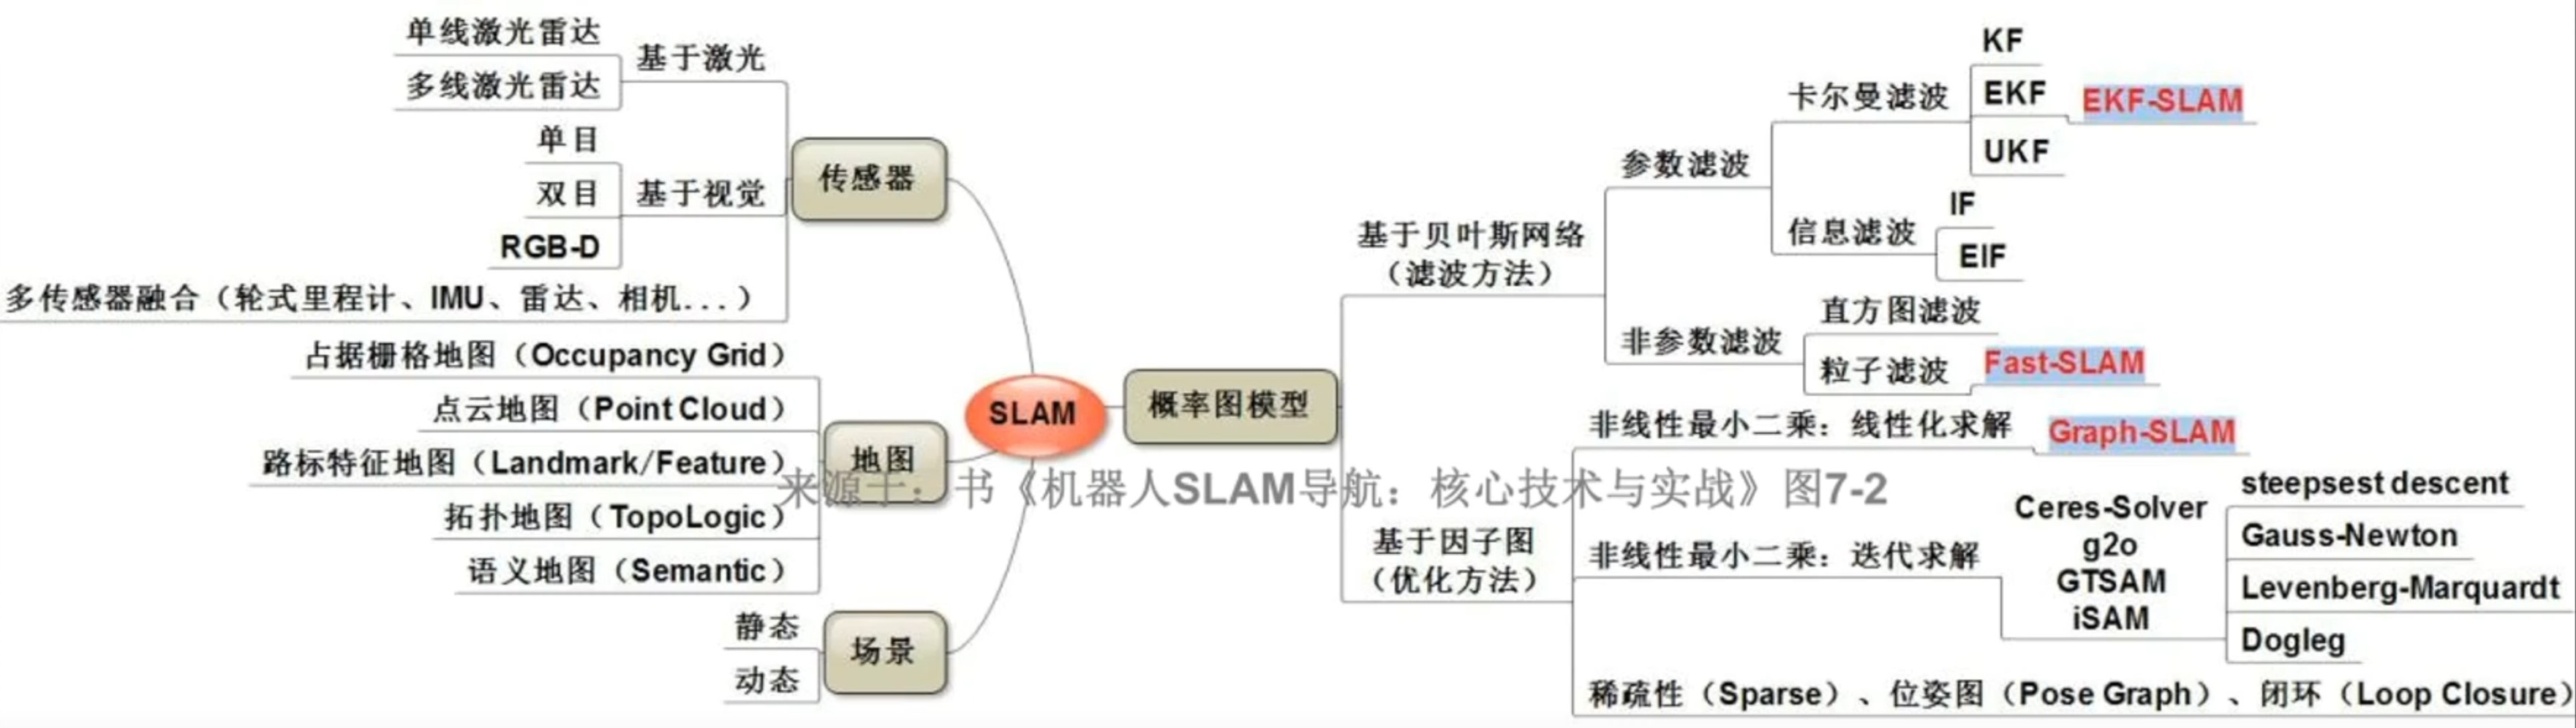 单线激光雷达
多线激光雷达
基于激光
单目
双目
RGB-D
基于视觉
多传感器融合（轮式里程计、IMU、雷达、相机...）
传感器
占据栅格地图（Occupancy Grid）
点云地图（Point Cloud）
路标特征地图（Landmark/Feature）
拓扑地图（TopoLogic）
语义地图（Semantic）
地图
静态
动态
场景
SLAM
概率图模型
基于贝叶斯网络
（滤波方法）
参数滤波
卡尔曼滤波
KF
EKF
EKF-SLAM
UKF
信息滤波
IF
EIF
非参数滤波
直方图滤波
粒子滤波
Fast-SLAM
基于因子图
（优化方法）
非线性最小二乘：线性化求解
Graph-SLAM
非线性最小二乘：迭代求解
Ceres-Solver
g2o
GTSAM
iSAM
steepsest descent
Gauss-Newton
Levenberg-Marquardt
Dogleg
稀疏性（Sparse）、位姿图（Pose Graph）、闭环（Loop Closure）
来源于：书《机器人SLAM导航：核心技术与实战》图7-2